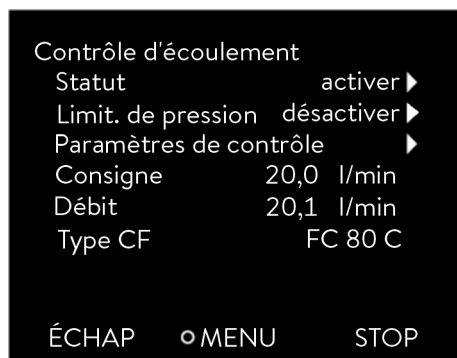 Contrôle d'écoulement
Statut activer
Limit. de pression désactiver
Paramètres de contrôle
Consigne 20,0 l/min
Débit 20,1 l/min
Type CF FC 80 C
ÉCHAP MENU STOP